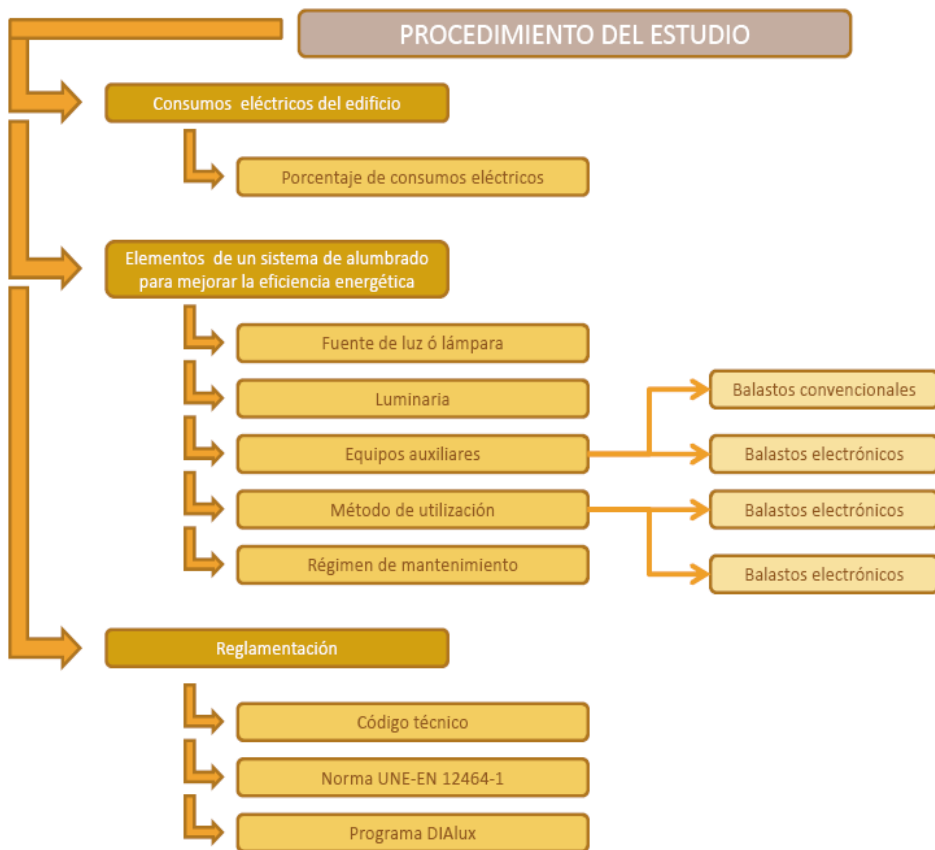 PROCEDIMIENTO DEL ESTUDIO
Consumos eléctricos del edificio
Porcentaje de consumos eléctricos
Elementos de un sistema de alumbrado
para mejorar la eficiencia energética
Fuente de luz ó lámpara
Luminaria
Balastos convencionales
Equipos auxiliares
Balastos electrónicos
Método de utilización
Balastos electrónicos
Régimen de mantenimiento
Balastos electrónicos
Reglamentación
Código técnico
Norma UNE-EN 12464-1
Programa DIAlux